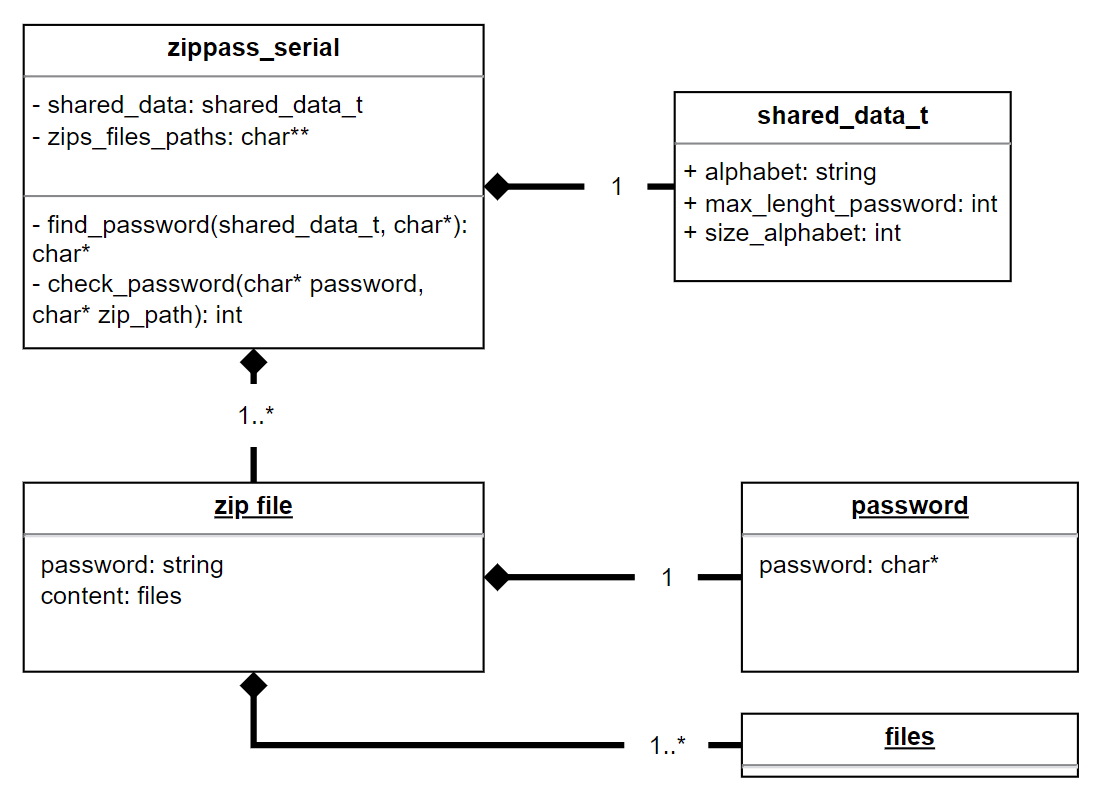 zippass_serial
- shared_data: shared_data_t
- zips_files_paths: char**
- find_password(shared_data_t, char*):
char*
- check_password(char* password,
char* zip_path): int
1
shared_data_t
+ alphabet: string
+ max_lenght_password: int
+ size_alphabet: int
1..*
zip file
password: string
content: files
1
password
password: char*
1..*
files